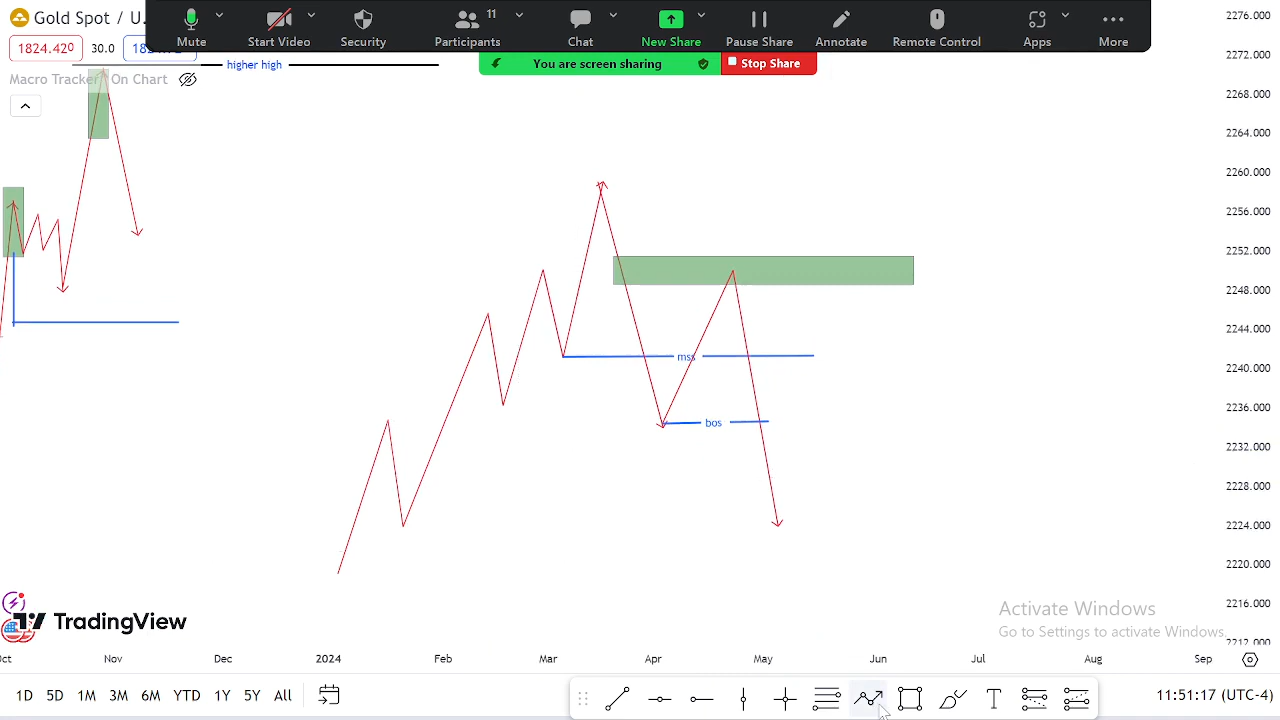 Gold Spot / U.
11
Mute
Start Video
Security
Participants
Chat
New Share
Pause Share
Annotate
Remote Control
Apps
More
1824.420
30.0
You are screen sharing
Stop Share
higher high
Macro Tracker
On Chart
mss
bos
2276.000
2272.000
2268.000
2264.000
2260.000
2256.000
2252.000
2248.000
2244.000
2240.000
2236.000
2232.000
2228.000
2224.000
2220.000
2216.000
2212.000
TradingView
Activate Windows
Go to Settings to activate Windows.
Oct
Nov
Dec
2024
Feb
Mar
Apr
May
Jun
Jul
Aug
Sep
1D 5D 1M 3M 6M YTD 1Y 5Y All
11:51:17 (UTC-4)